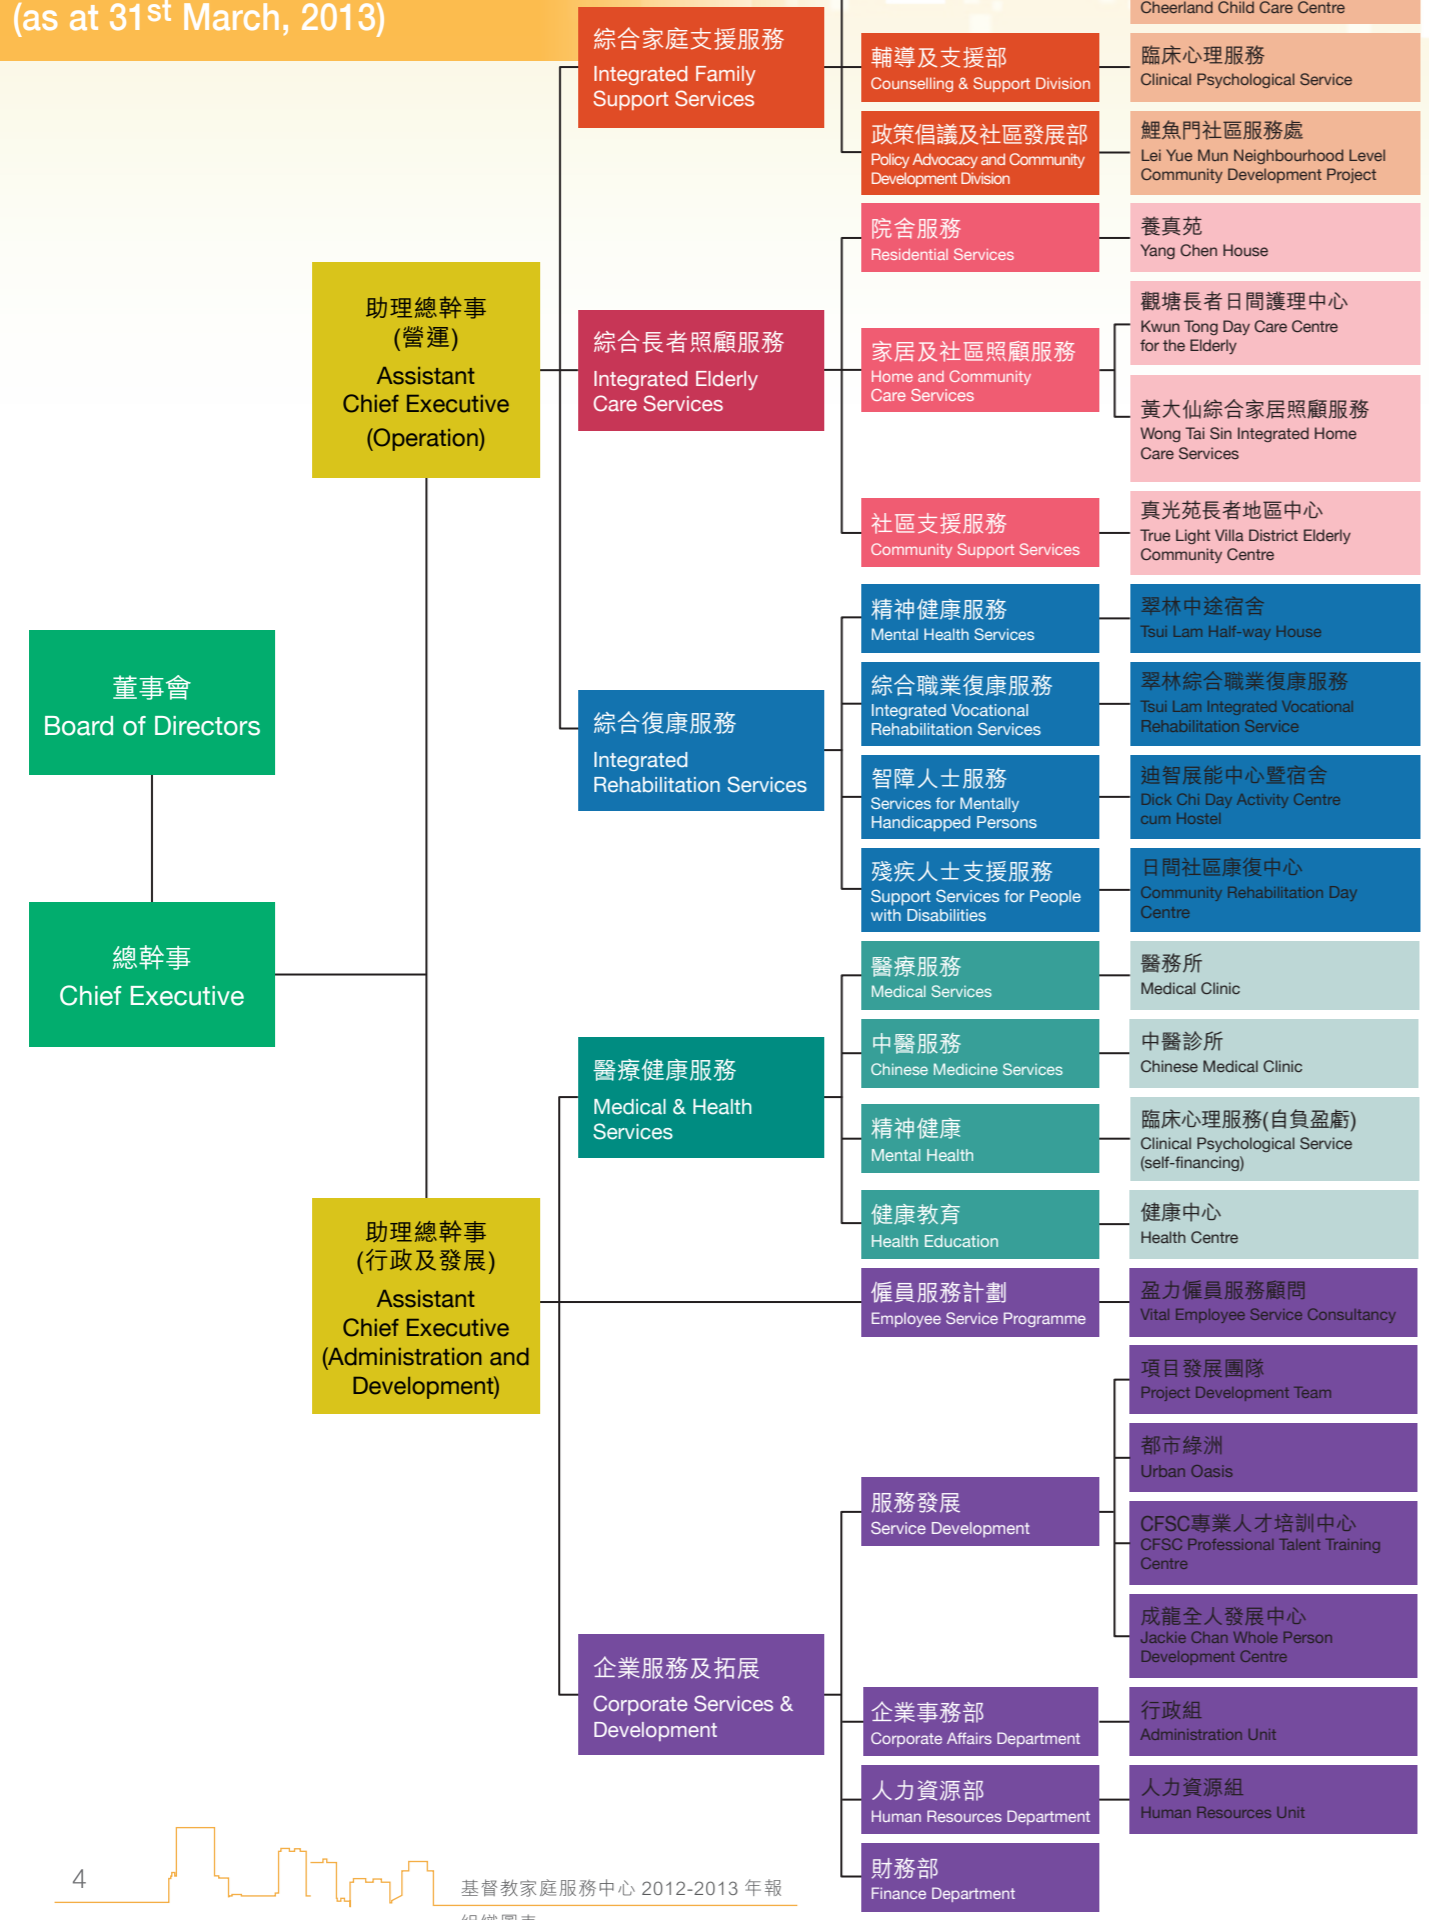 (as at 31st March, 2013)
Cheerland Child Care Centre
綜合家庭支援服務
Integrated Family
Support Services
輔導及支援部
Counselling & Support Division
臨床心理服務
Clinical Psychological Service
政策倡議及社區發展部
Policy Advocacy and Community
Development Division
鯉魚門社區服務處
Lei Yue Mun Neighbourhood Level
Community Development Project
助理總幹事
(營運)
Assistant
Chief Executive
(Operation)
綜合長者照顧服務
Integrated Elderly
Care Services
院舍服務
Residential Services
養真苑
Yang Chen House
家居及社區照顧服務
Home and Community
Care Services
觀塘長者日間護理中心
Kwun Tong Day Care Centre
for the Elderly
黃大仙綜合家居照顧服務
Wong Tai Sin Integrated Home
Care Services
社區支援服務
Community Support Services
真光苑長者地區中心
True Light Villa District Elderly
Community Centre
綜合復康服務
Integrated
Rehabilitation Services
精神健康服務
Mental Health Services
翠林中途宿舍
Tsui Lam Half-way House
綜合職業復康服務
Integrated Vocational
Rehabilitation Services
翠林綜合職業復康服務
Tsui Lam Integrated Vocational
Rehabilitation Service
智障人士服務
Services for Mentally
Handicapped Persons
迪智展能中心暨宿舍
Dick Chi Day Activity Centre
cum Hostel
殘疾人士支援服務
Support Services for People
with Disabilities
日間社區康復中心
Community Rehabilitation Day
Centre
董事會
Board of Directors
總幹事
Chief Executive
醫療健康服務
Medical & Health
Services
醫療服務
Medical Services
醫務所
Medical Clinic
中醫服務
Chinese Medicine Services
中醫診所
Chinese Medical Clinic
精神健康
Mental Health
臨床心理服務(自負盈虧)
Clinical Psychological Service
(self-financing)
健康教育
Health Education
健康中心
Health Centre
助理總幹事
(行政及發展)
Assistant
Chief Executive
(Administration and
Development)
僱員服務計劃
Employee Service Programme
盈力僱員服務顧問
Vital Employee Service Consultancy
企業服務及拓展
Corporate Services &
Development
服務發展
Service Development
項目發展團隊
Project Development Team
都市綠洲
Urban Oasis
CFSC專業人才培訓中心
CFSC Professional Talent Training
Centre
成龍全人發展中心
Jackie Chan Whole Person
Development Centre
企業事務部
Corporate Affairs Department
行政組
Administration Unit
人力資源部
Human Resources Department
人力資源組
Human Resources Unit
財務部
Finance Department
4
基督教家庭服務中心 2012-2013 年報